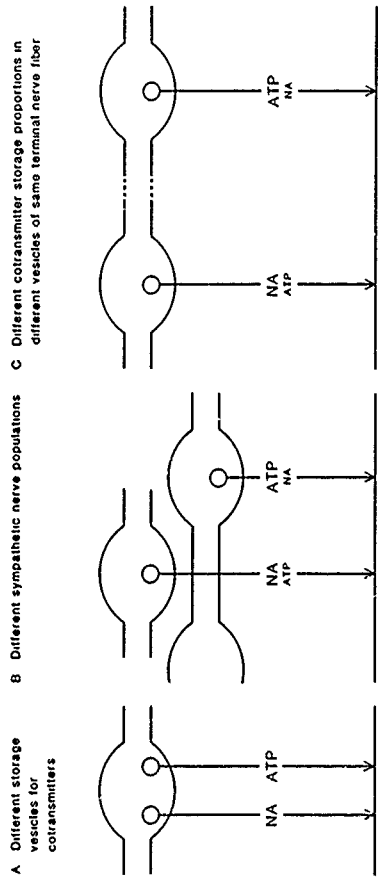 A Different storage
vesicles for
cotransmitters
NA
ATP
B Different sympathetic nerve populations
NA
ATP
ATP
NA
C Different cotransmitter storage proportions in
different vesicles of same terminal nerve fiber
NA
ATP
ATP
NA